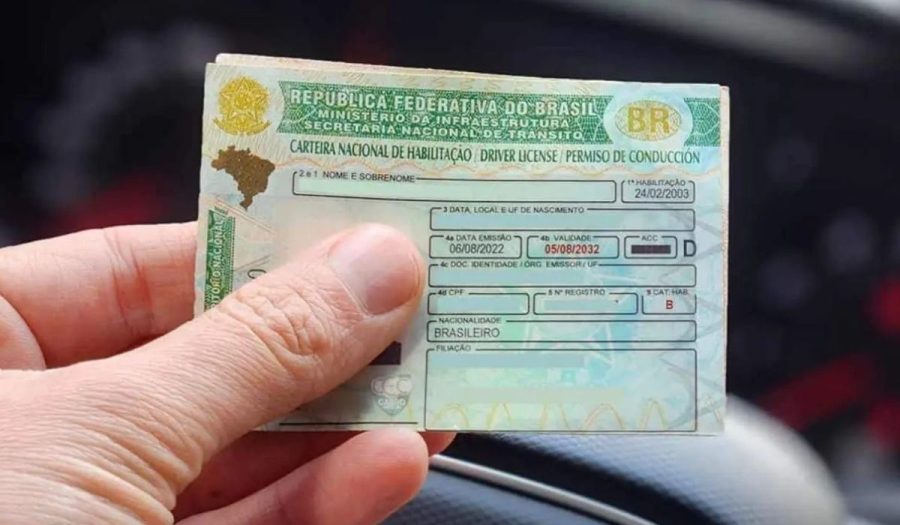 REPÚBLICA FEDERATIVA DO BRASIL
MINISTÉRIO DA INFRAESTRUTURA
SECRETARIA NACIONAL DE TRÂNSITO
BR
CARTEIRA NACIONAL DE HABILITAÇÃO / DRIVER LICENSE / PERMISO DE CONDUCCIÓN
2 e 1 NOME E SOBRENOME
1ª HABILITAÇÃO
24/02/2003
3 DATA, LOCAL E UF DE NASCIMENTO
4a DATA EMISSÃO
06/08/2022
4b VALIDADE
05/08/2032
ACC
D
4c DOC. IDENTIDADE / ÓRG. EMISSOR / UF
4d CPF
5 Nº REGISTRO
9 CAT. HAB.
B
NACIONALIDADE
BRASILEIRO
FILIAÇÃO